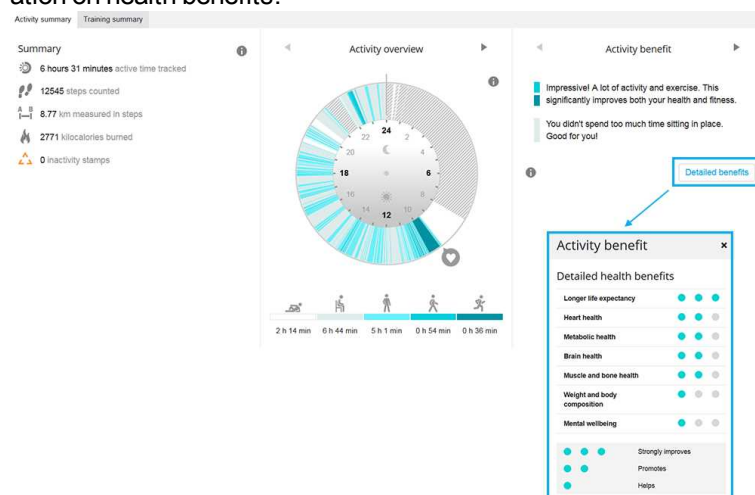 ation on health benefits.
Activity summary Training summary
Summary
6 hours 31 minutes active time tracked
12545 steps counted
A B
8.77 km measured in steps
2771 kilocalories burned
0 inactivity stamps
Activity overview
24
22 2
20 4
18 6
16 8
14 10
12
2 h 14 min 6 h 44 min 5 h 1 min 0 h 54 min 0 h 36 min
Activity benefit
Impressive! A lot of activity and exercise. This
significantly improves both your health and fitness.
You didn't spend too much time sitting in place.
Good for you!
Detailed benefits
Activity benefit ×
Detailed health benefits
Longer life expectancy
Heart health
Metabolic health
Brain health
Muscle and bone health
Weight and body
composition
Mental wellbeing
Strongly improves
Promotes
Helps